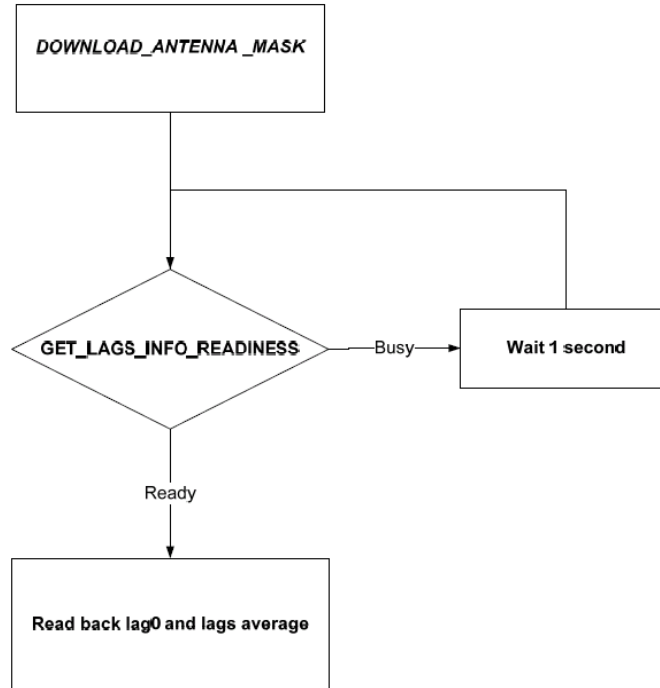 DOWNLOAD_ANTENNA _MASK
GET_LAGS_INFO_READINESS
Busy
Wait 1 second
Ready
Read back lag0 and lags average